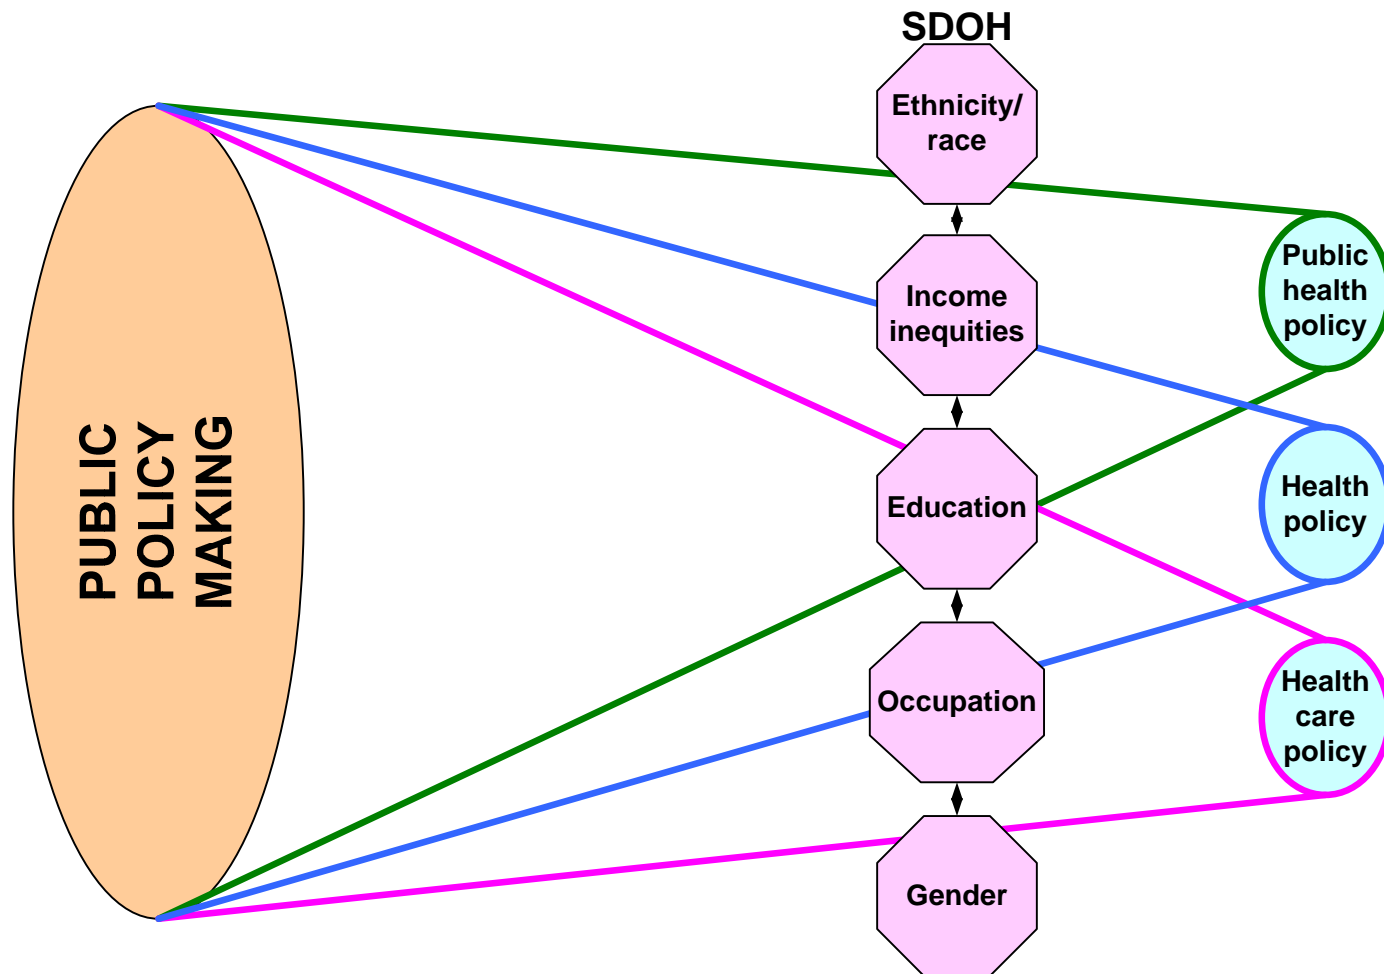 SDOH
PUBLIC
POLICY
MAKING
Ethnicity/
race
Income
inequities
Education
Occupation
Gender
Public
health
policy
Health
policy
Health
care
policy